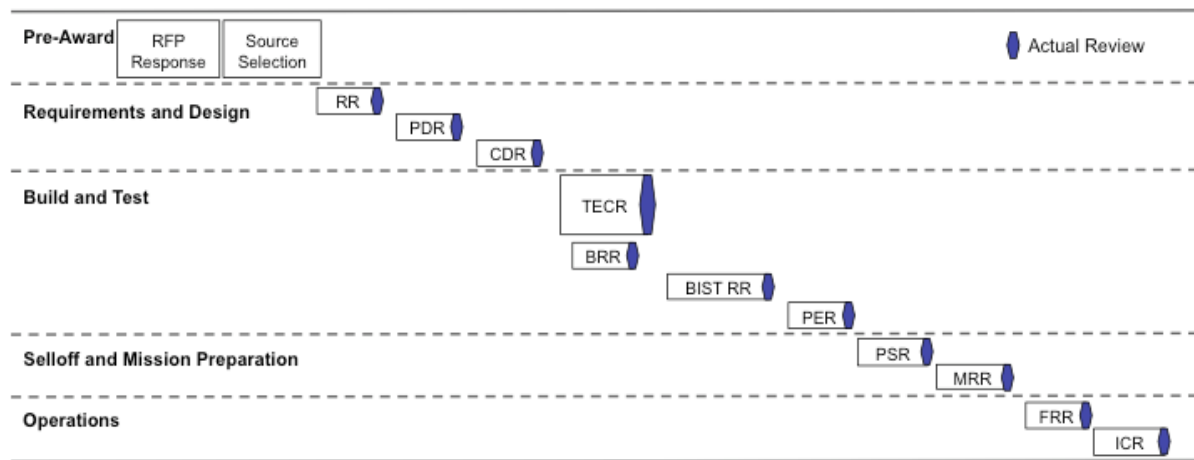 Pre-Award
RFP
Response
Source
Selection
Actual Review
Requirements and Design
RR
PDR
CDR
Build and Test
TECR
BRR
BIST RR
PER
Selloff and Mission Preparation
PSR
MRR
Operations
FRR
ICR